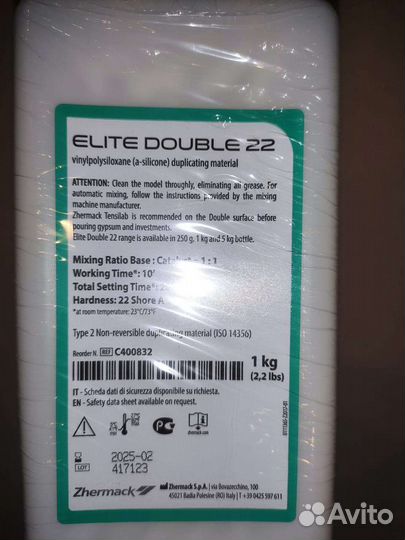 ELITE DOUBLE 22
vinylpolysiloxane (a-silicone) duplicating material
ATTENTION: Clean the model throughly, eliminating all grease. For
automatic mixing, follow the instructions provided by the mixing
machine manufacturer.
Zhermack Tensilab is recommended on the Double surface before
pouring gypsum and investments.
Elite Double 22 range is available in 250 g, 1 kg and 5 kg bottle.
Mixing Ratio Base : Catalyst = 1 : 1
Working Time*: 10'
Total Setting Time*:
Hardness: 22 Shore A
*at room temperature: 23°C/73°F
Type 2 Non-reversible duplicating material (ISO 14356)
Reorder N. REF C400832
1 kg
(2,2 lbs)
IT - Scheda dati di sicurezza disponibile su richiesta.
EN - Safety data sheet available on request.
2025-02
LOT 417123
Zhermack
Zhermack S.p.A. | via Bovazecchino, 100
45021 Badia Polesine (RO) | Italy | T +39 0425 597 611
Avito